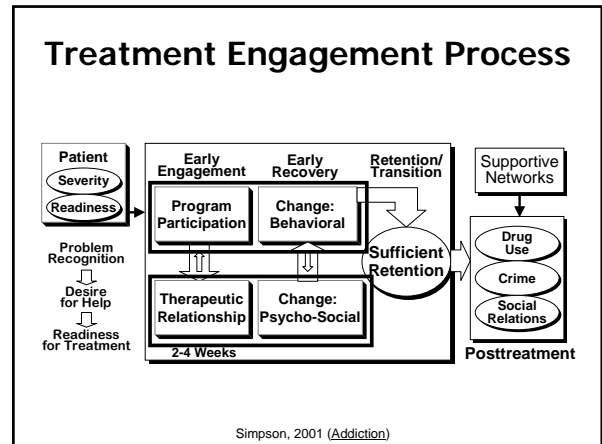 Treatment Engagement Process
Patient
Severity
Readiness
Problem
Recognition
Desire
for Help
Readiness
for Treatment
Early
Engagement
Early
Recovery
Retention/
Transition
Program
Participation
Change:
Behavioral
Therapeutic
Relationship
Change:
Psycho-Social
2-4 Weeks
Sufficient
Retention
Supportive
Networks
Drug
Use
Crime
Social
Relations
Posttreatment
Simpson, 2001 (Addiction)